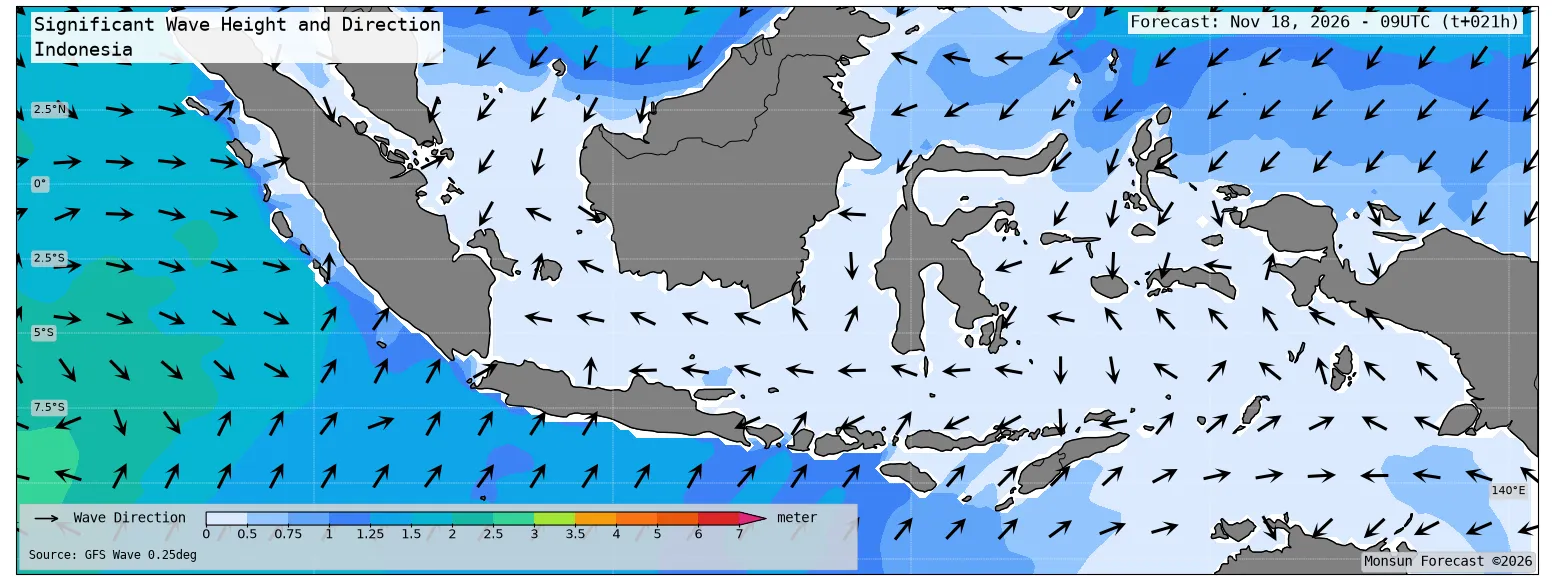 Significant Wave Height and Direction
Indonesia
Forecast: Nov 18, 2026 - 09UTC (t+021h)
2.5°N
0°
2.5°S
5°S
7.5°S
140°E
Wave Direction
0 0.5 0.75 1 1.25 1.5 2 2.5 3 3.5 4 5 6 7
meter
Source: GFS Wave 0.25deg
Monsun Forecast ©2026